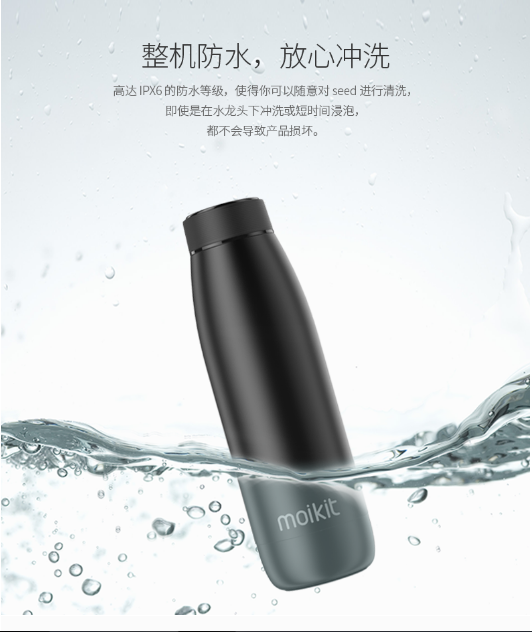 整机防水，放心冲洗
高达 IPX6 的防水等级，使得你可以随意对 seed 进行清洗，
即使是在水龙头下冲洗或短时间浸泡，
都不会导致产品损坏。
moikit